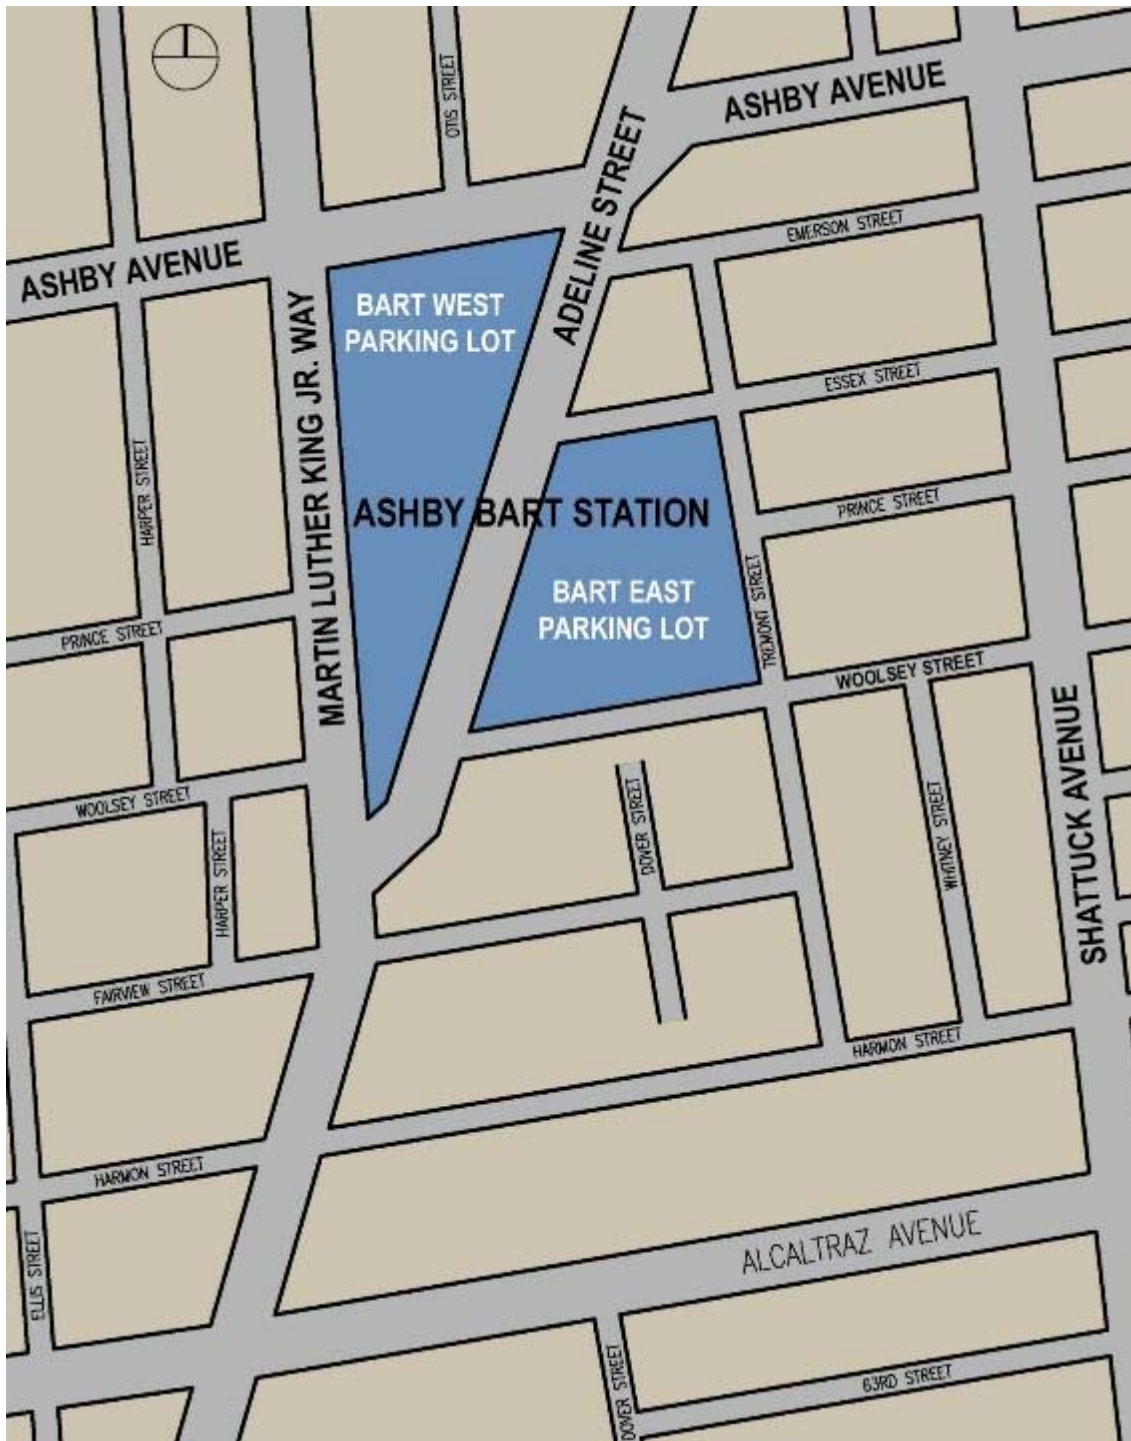 OTIS STREET
ASHBY AVENUE
ADELINE STREET
EMERSON STREET
ASHBY AVENUE
BART WEST
PARKING LOT
MARTIN LUTHER KING JR. WAY
ESSEX STREET
HARPER STREET
ASHBY BART STATION
PRINCE STREET
BART EAST
PARKING LOT
TREMONT STREET
PRINCE STREET
WOOLSEY STREET
SHATTUCK AVENUE
WOOLSEY STREET
DOVER STREET
WHITNEY STREET
HARPER STREET
FAIRVIEW STREET
HARMON STREET
HARMON STREET
ELLIS STREET
ALCALTRAZ AVENUE
DOVER STREET
63RD STREET